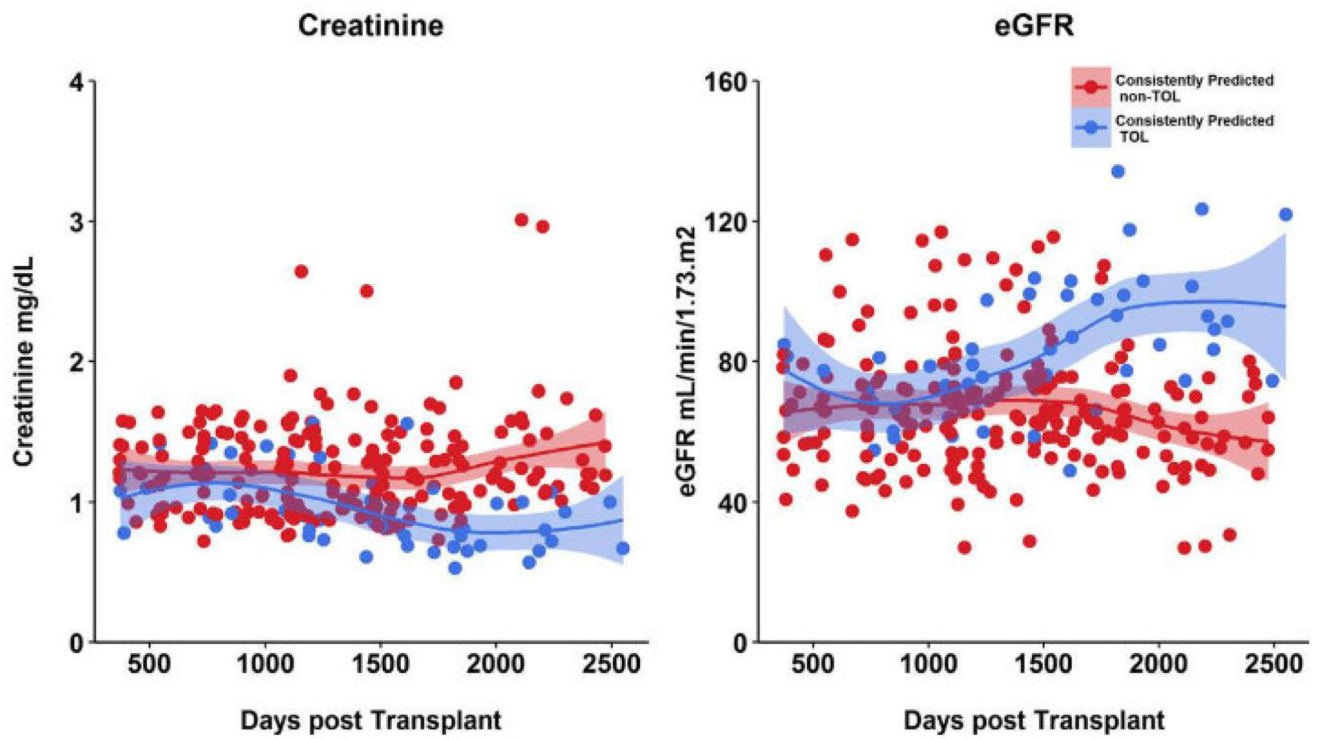 Creatinine
4
3
2
1
0
Creatinine mg/dL
500 1000 1500 2000 2500
Days post Transplant
eGFR
160
120
80
40
0
eGFR mL/min/1.73.m2
500 1000 1500 2000 2500
Days post Transplant
Consistently Predicted
non-TOL
Consistently Predicted
TOL